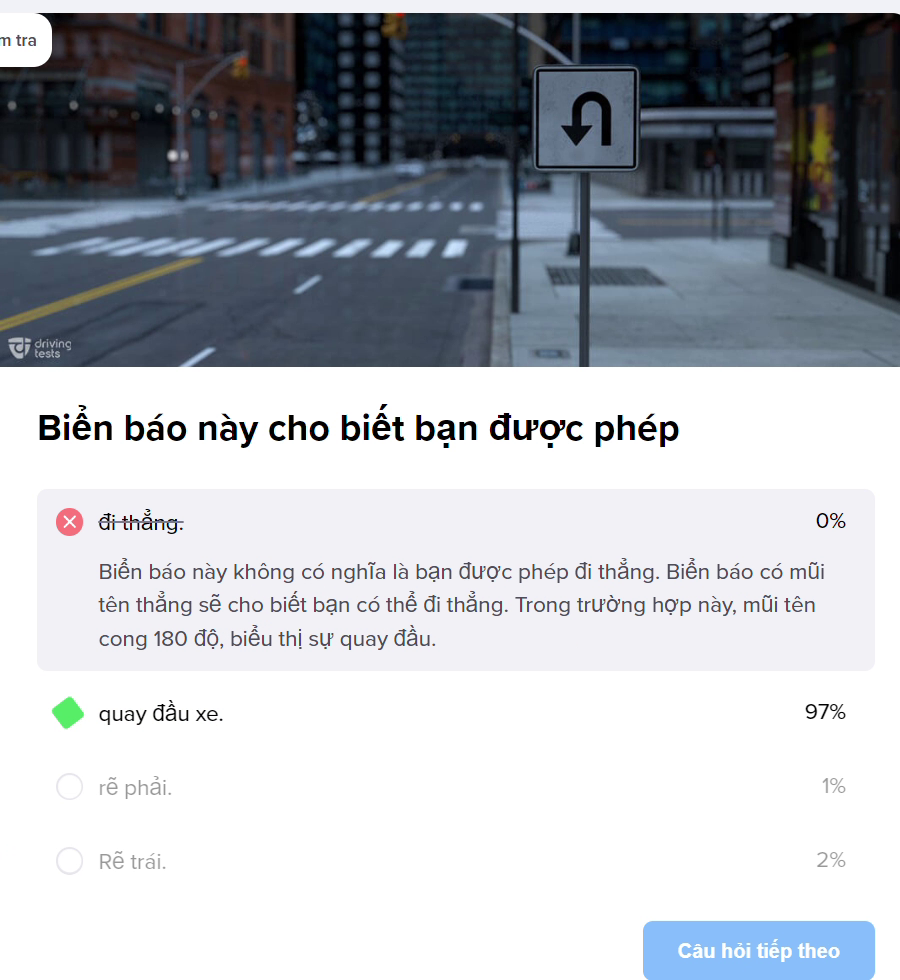 m tra
driving
tests
Biển báo này cho biết bạn được phép
đi thẳng.
0%
Biển báo này không có nghĩa là bạn được phép đi thẳng. Biển báo có mũi
tên thẳng sẽ cho biết bạn có thể đi thẳng. Trong trường hợp này, mũi tên
cong 180 độ, biểu thị sự quay đầu.
quay đầu xe.
97%
rẽ phải.
1%
Rẽ trái.
2%
Câu hỏi tiếp theo